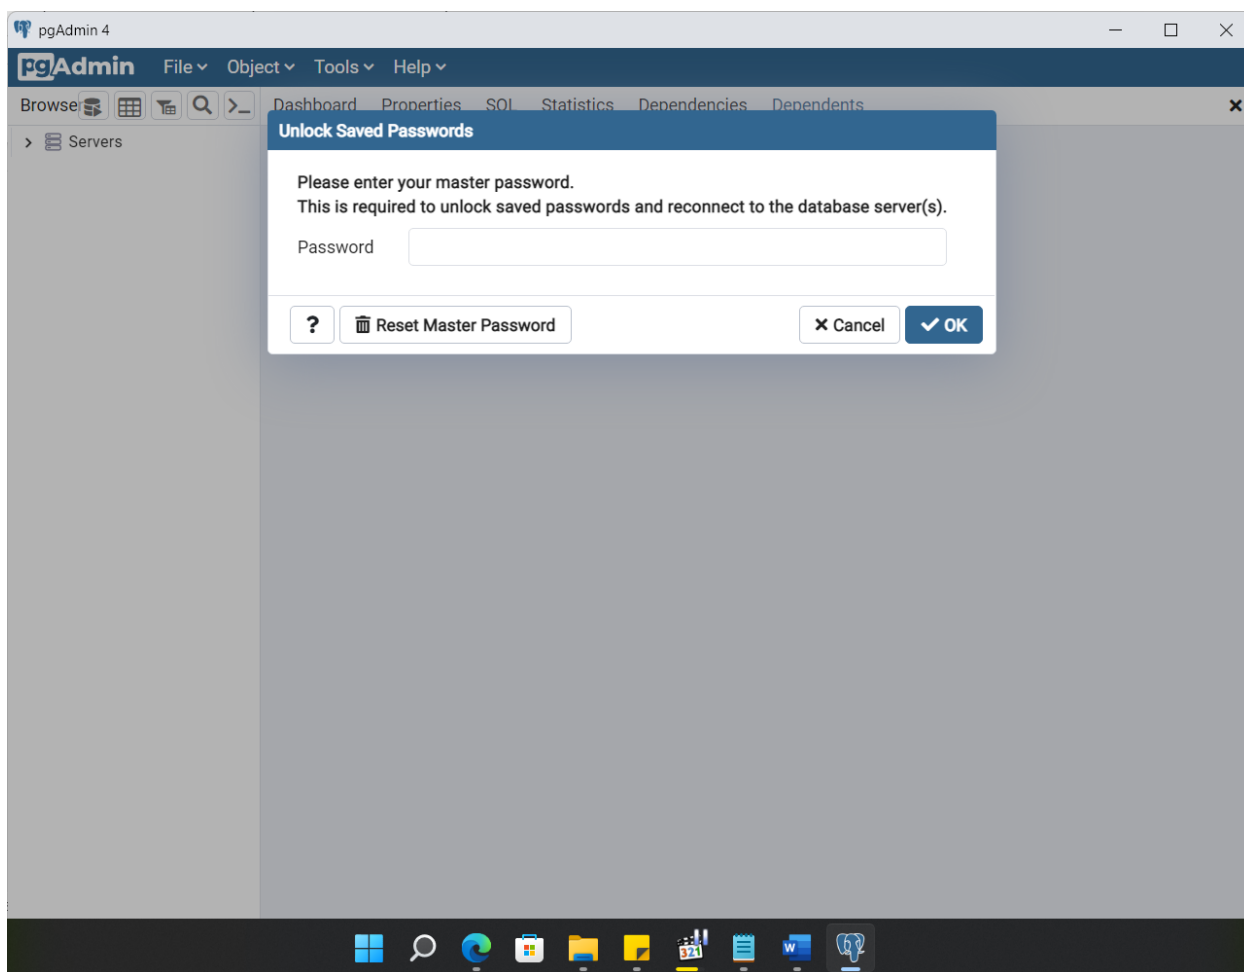 pgAdmin 4
pgAdmin File Object Tools Help
Browser Dashboard Properties SQL Statistics Dependencies Dependents
Servers
Unlock Saved Passwords
Please enter your master password.
This is required to unlock saved passwords and reconnect to the database server(s).
Password
? Reset Master Password Cancel OK
321
W